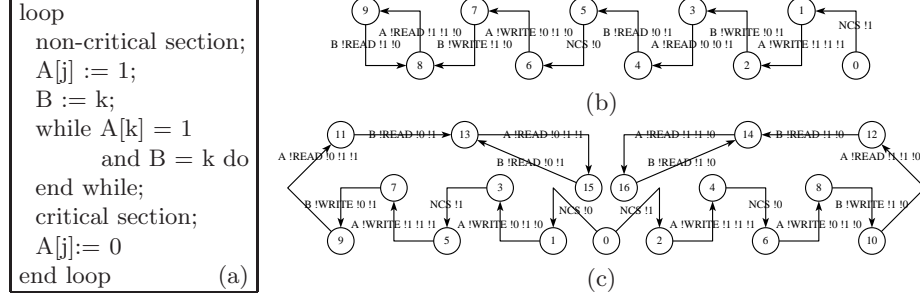 loop
non-critical section;
A[j] := 1;
B := k;
while A[k] = 1
and B = k do
end while;
critical section;
A[j]:= 0
end loop (a)
9 7 5 3 1
NCS !1
A !READ !1 !1 !0 A !WRITE !0 !1 !0 B !READ !0 !1 B !WRITE !0 !1
B !READ !1 !0 B !WRITE !1 !0 NCS !0 A !READ !0 !0 !1 A !WRITE !1 !1 !1
8 6 4 2 0
(b)
11 B !READ !0 !1 13 A !READ !0 !1 !1 A !READ !1 !1 !0 14 B !READ !1 !0 12
A !READ !0 !1 !1 B !READ !0 !1 B !READ !1 !0 A !READ !1 !1 !0
7 3 15 16 4 8
B !WRITE !0 !1 NCS !1 NCS !0 NCS !1 NCS !0 B !WRITE !1 !0
A !WRITE !1 !1 !1 A !WRITE !0 !1 !0 A !WRITE !1 !1 !1 A !WRITE !0 !1 !0
9 5 1 0 2 6 10
(c)